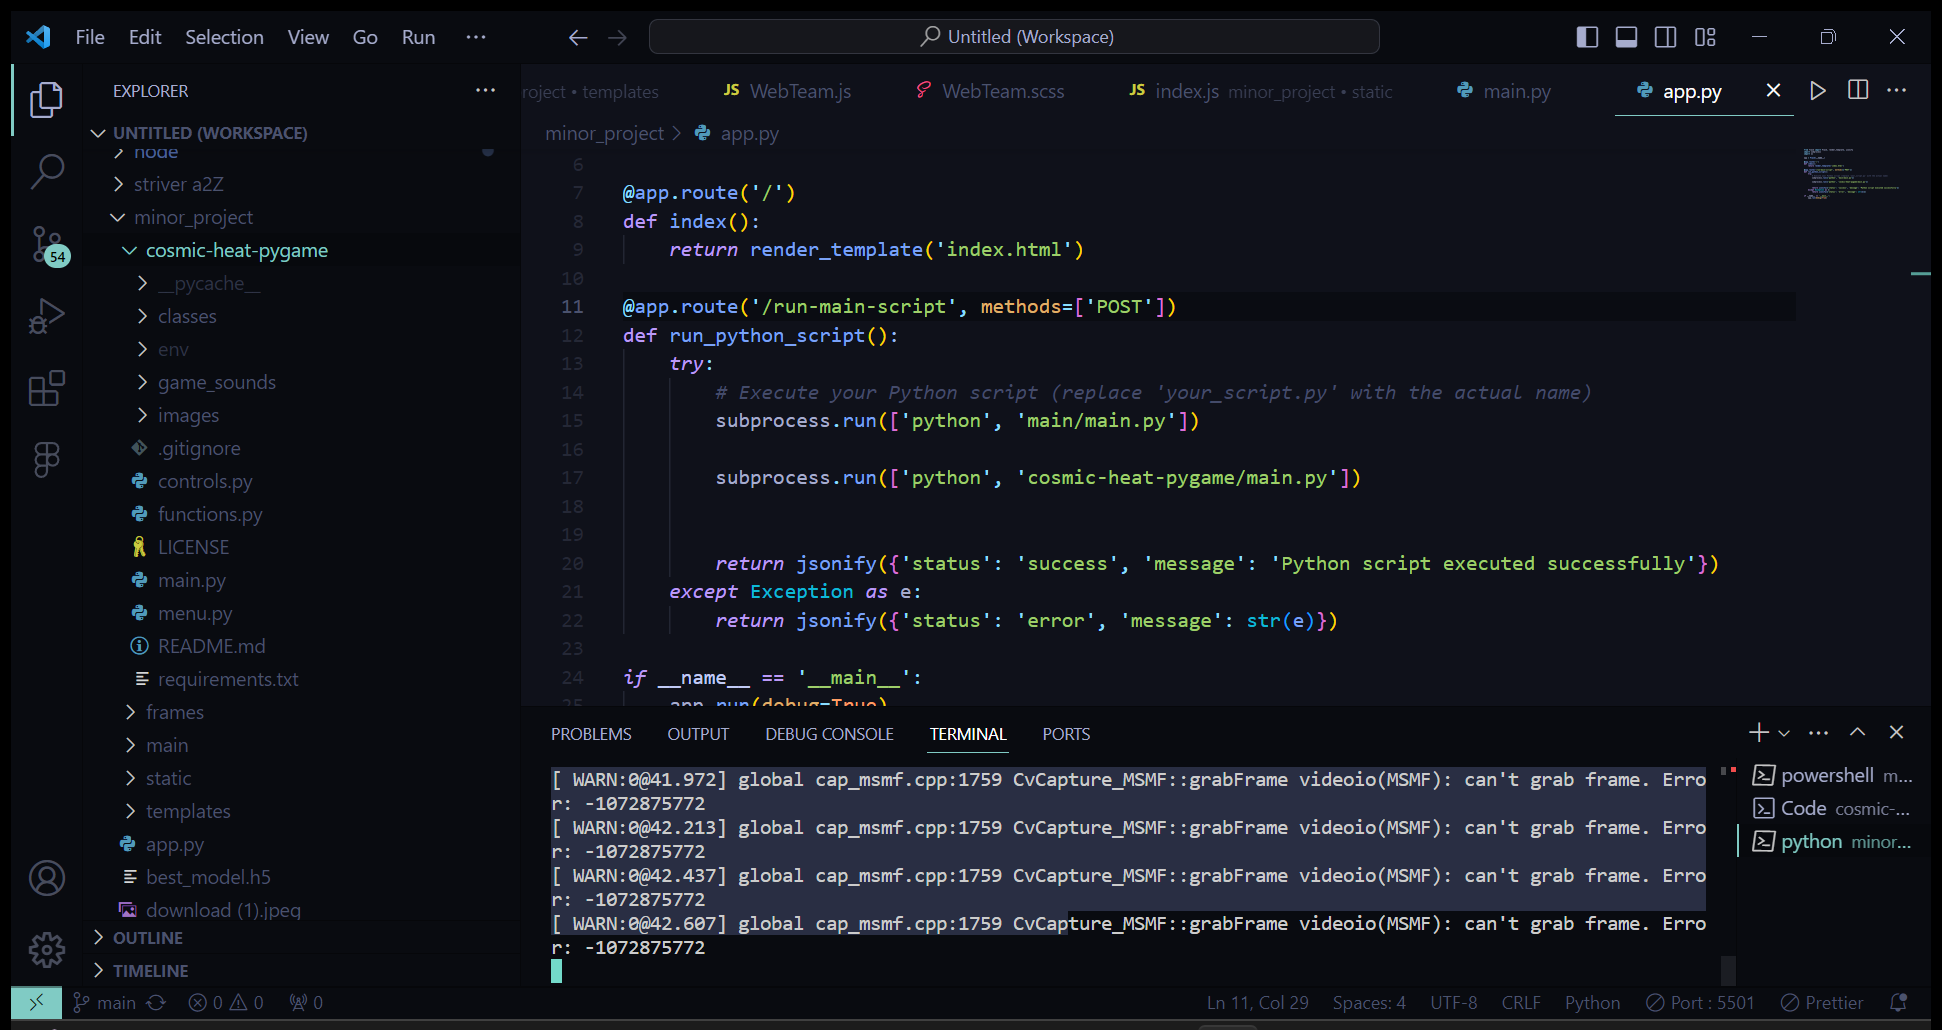 File Edit Selection View Go Run ···
Untitled (Workspace)
EXPLORER
UNTITLED (WORKSPACE)
node
striver a2Z
minor_project
cosmic-heat-pygame
__pycache__
classes
env
game_sounds
images
.gitignore
controls.py
functions.py
LICENSE
main.py
menu.py
README.md
requirements.txt
frames
main
static
templates
app.py
best_model.h5
download (1).jpeg
OUTLINE
TIMELINE
54
roject • templates
JS WebTeam.js
WebTeam.scss
JS index.js minor_project • static
main.py
app.py
minor_project > app.py
6
7 @app.route('/')
8 def index():
9 return render_template('index.html')
10
11 @app.route('/run-main-script', methods=['POST'])
12 def run_python_script():
13 try:
14 # Execute your Python script (replace 'your_script.py' with the actual name)
15 subprocess.run(['python', 'main/main.py'])
16
17 subprocess.run(['python', 'cosmic-heat-pygame/main.py'])
18
19
20 return jsonify({'status': 'success', 'message': 'Python script executed successfully'})
21 except Exception as e:
22 return jsonify({'status': 'error', 'message': str(e)})
23
24 if __name__ == '__main__':
25 app.run(debug=True)
PROBLEMS OUTPUT DEBUG CONSOLE TERMINAL PORTS
[ WARN:0@41.972] global cap_msmf.cpp:1759 CvCapture_MSMF::grabFrame videoio(MSMF): can't grab frame. Erro
r: -1072875772
[ WARN:0@42.213] global cap_msmf.cpp:1759 CvCapture_MSMF::grabFrame videoio(MSMF): can't grab frame. Erro
r: -1072875772
[ WARN:0@42.437] global cap_msmf.cpp:1759 CvCapture_MSMF::grabFrame videoio(MSMF): can't grab frame. Erro
r: -1072875772
[ WARN:0@42.607] global cap_msmf.cpp:1759 CvCapture_MSMF::grabFrame videoio(MSMF): can't grab frame. Erro
r: -1072875772
powershell m...
Code cosmic-...
python minor...
main 0 0 0
Ln 11, Col 29 Spaces: 4 UTF-8 CRLF Python Port : 5501 Prettier